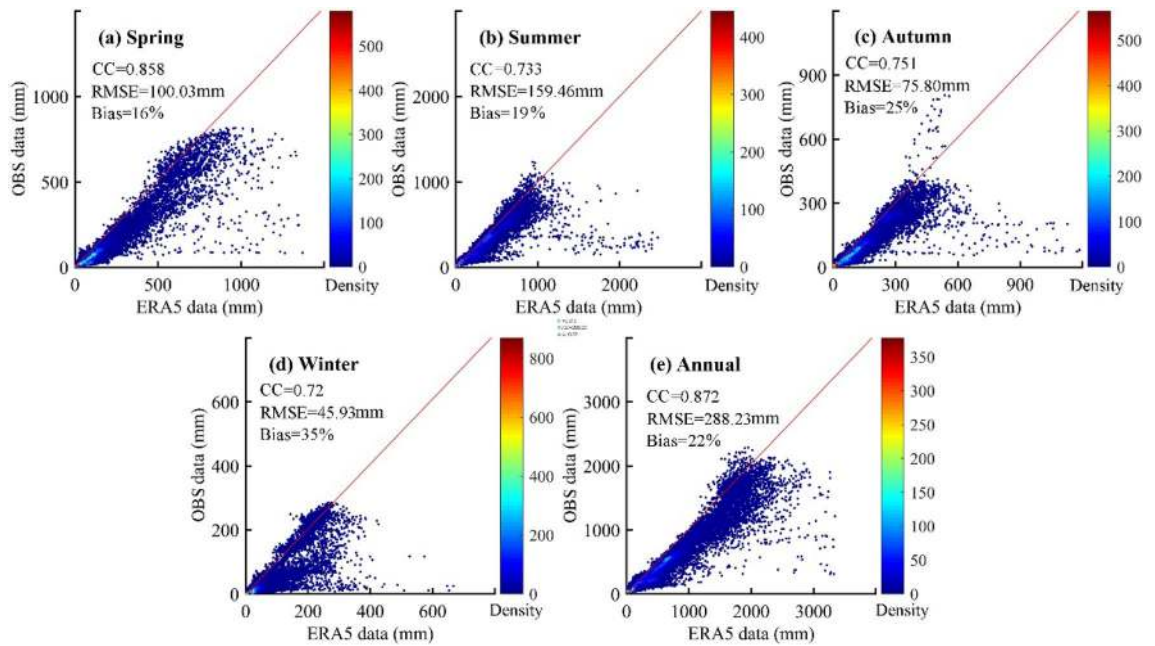 (a) Spring
CC=0.858
RMSE=100.03mm
Bias=16%
OBS data (mm)
1000
500
0
0 500 1000
ERA5 data (mm)
500
400
300
200
100
0
Density
(b) Summer
CC=0.733
RMSE=159.46mm
Bias=19%
OBS data (mm)
2000
1000
0
0 1000 2000
ERA5 data (mm)
400
300
200
100
0
Density
(c) Autumn
CC=0.751
RMSE=75.80mm
Bias=25%
OBS data (mm)
900
600
300
0
0 300 600 900
ERA5 data (mm)
500
400
300
200
100
0
Density
(d) Winter
CC=0.72
RMSE=45.93mm
Bias=35%
OBS data (mm)
600
400
200
0
0 200 400 600
ERA5 data (mm)
800
600
400
200
0
Density
(e) Annual
CC=0.872
RMSE=288.23mm
Bias=22%
OBS data (mm)
3000
2000
1000
0
0 1000 2000 3000
ERA5 data (mm)
350
300
250
200
150
100
50
0
Density